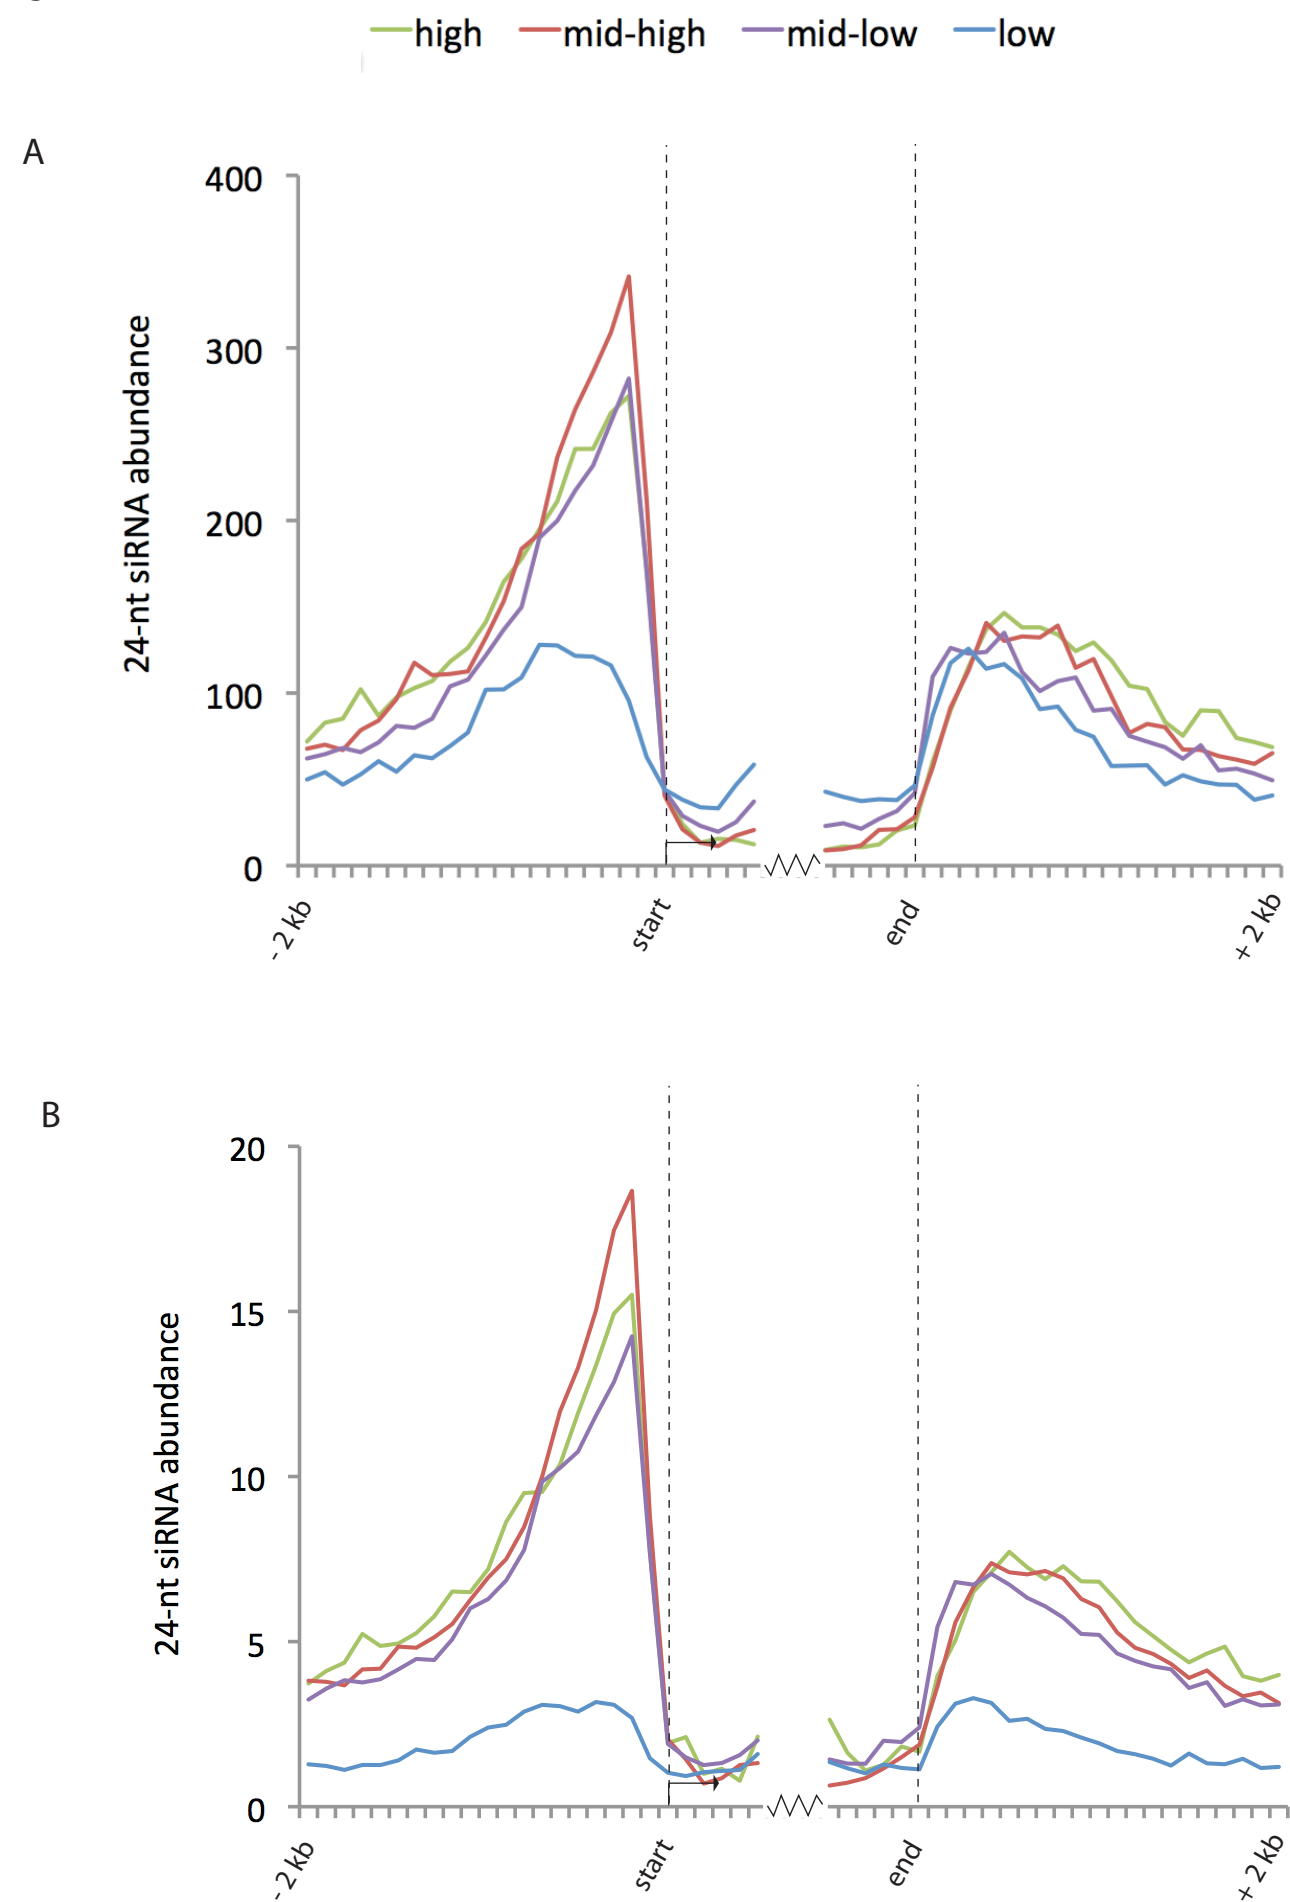 high mid-high mid-low low
A
400
300
200
100
0
24-nt siRNA abundance
- 2 kb start end + 2 kb
B
20
15
10
5
0
24-nt siRNA abundance
- 2 kb start end + 2 kb